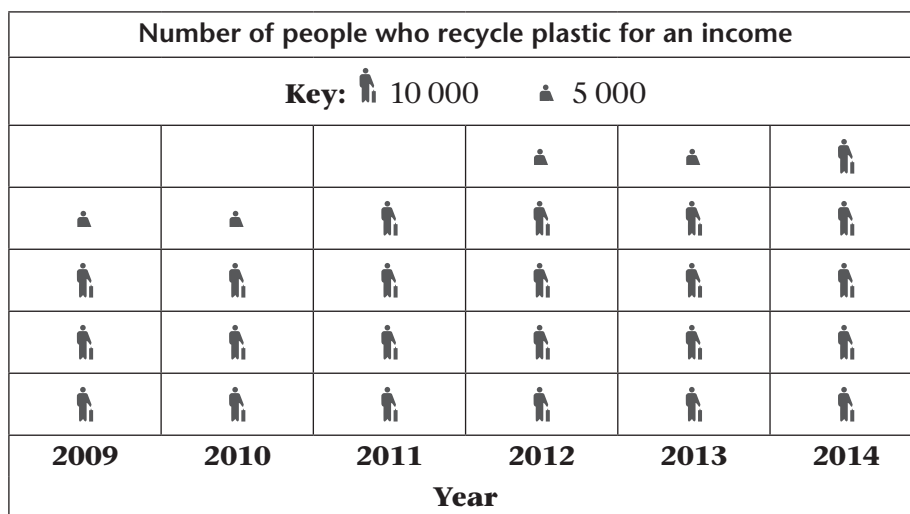 Number of people who recycle plastic for an income
Key: 10 000 5 000
2009 2010 2011 2012 2013 2014
Year